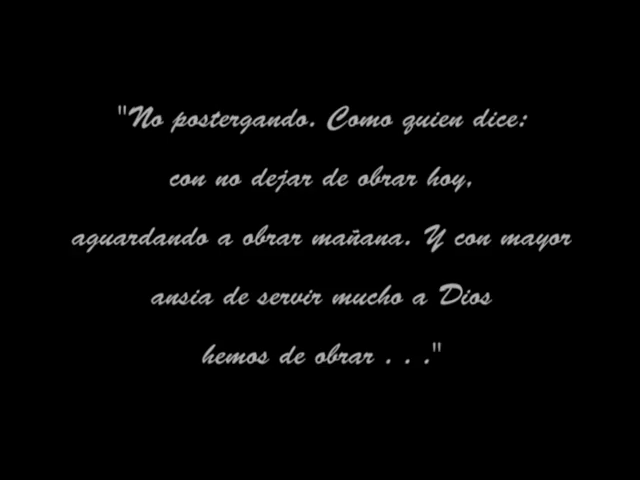 "No postergando. Como quien dice:
con no dejar de obrar hoy,
aguardando a obrar mañana. Y con mayor
ansia de servir mucho a Dios
hemos de obrar . . ."